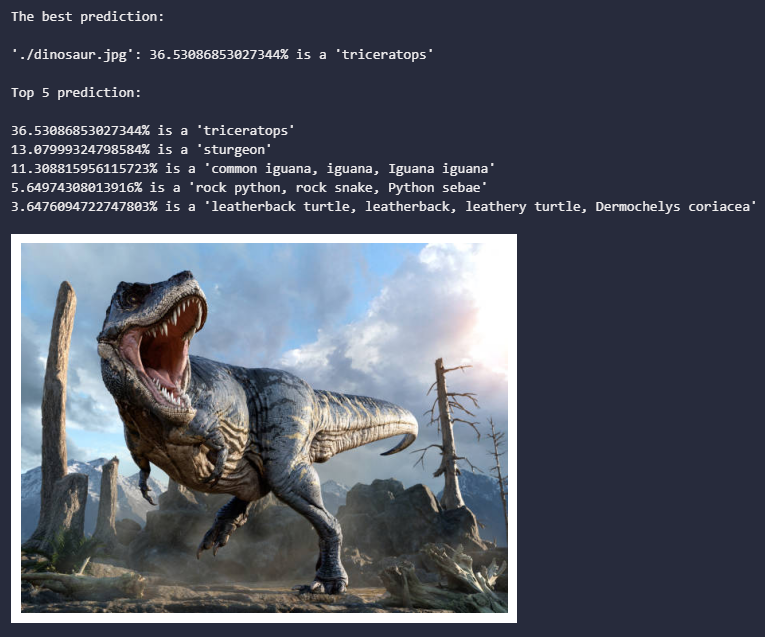 The best prediction:
'./dinosaur.jpg': 36.53086853027344% is a 'triceratops'
Top 5 prediction:
36.53086853027344% is a 'triceratops'
13.07999324798584% is a 'sturgeon'
11.308815956115723% is a 'common iguana, iguana, Iguana iguana'
5.64974308013916% is a 'rock python, rock snake, Python sebae'
3.6476094722747803% is a 'leatherback turtle, leatherback, leathery turtle, Dermochelys coriacea'